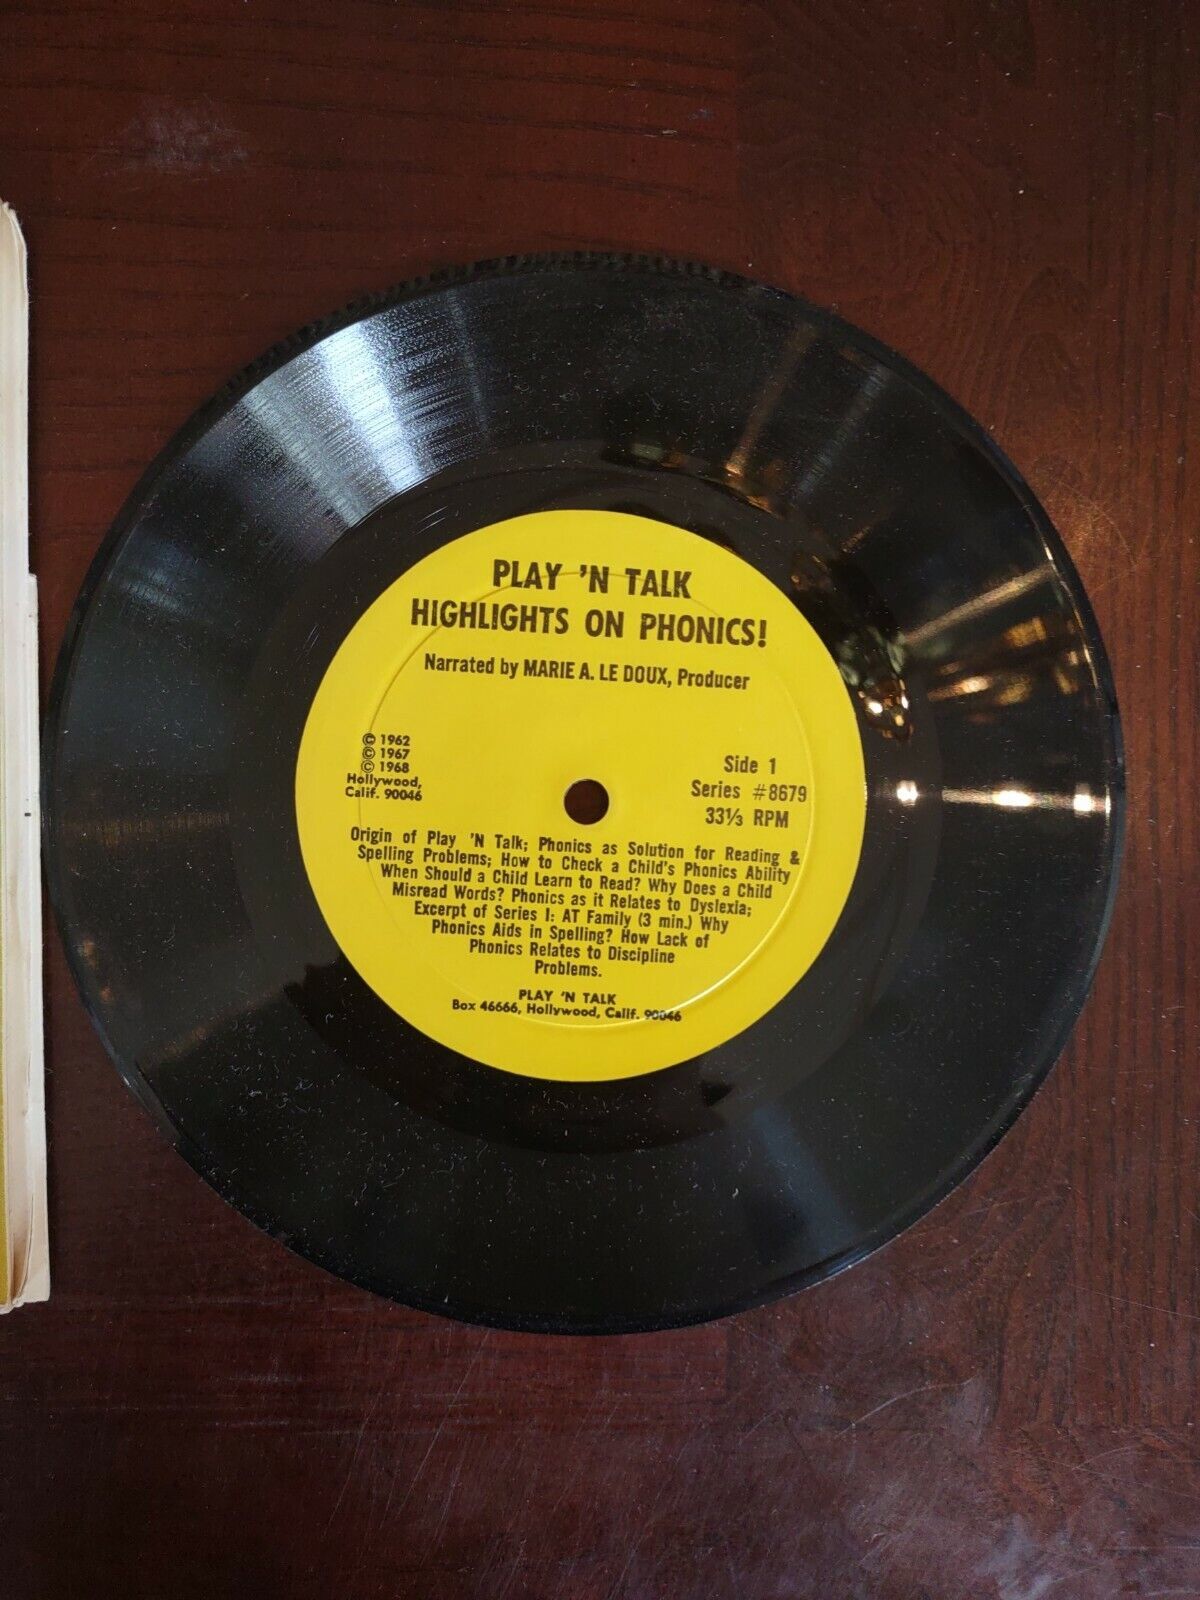 PLAY 'N TALK
HIGHLIGHTS ON PHONICS!
Narrated by MARIE A. LE DOUX, Producer
© 1962
© 1967
© 1968
Hollywood,
Calif. 90046
Side 1
Series #8679
33⅓ RPM
Origin of Play 'N Talk; Phonics as Solution for Reading &
Spelling Problems; How to Check a Child's Phonics Ability
When Should a Child Learn to Read? Why Does a Child
Misread Words? Phonics as it Relates to Dyslexia;
Excerpt of Series I: AT Family (3 min.) Why
Phonics Aids in Spelling? How Lack of
Phonics Relates to Discipline
Problems.
PLAY 'N TALK
Box 46666, Hollywood, Calif. 90046